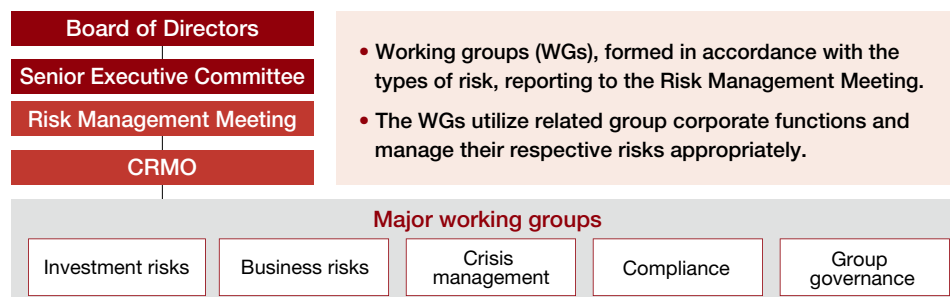 Board of Directors
Senior Executive Committee
Risk Management Meeting
CRMO
• Working groups (WGs), formed in accordance with the
types of risk, reporting to the Risk Management Meeting.
• The WGs utilize related group corporate functions and
manage their respective risks appropriately.
Major working groups
Investment risks
Business risks
Crisis
management
Compliance
Group
governance